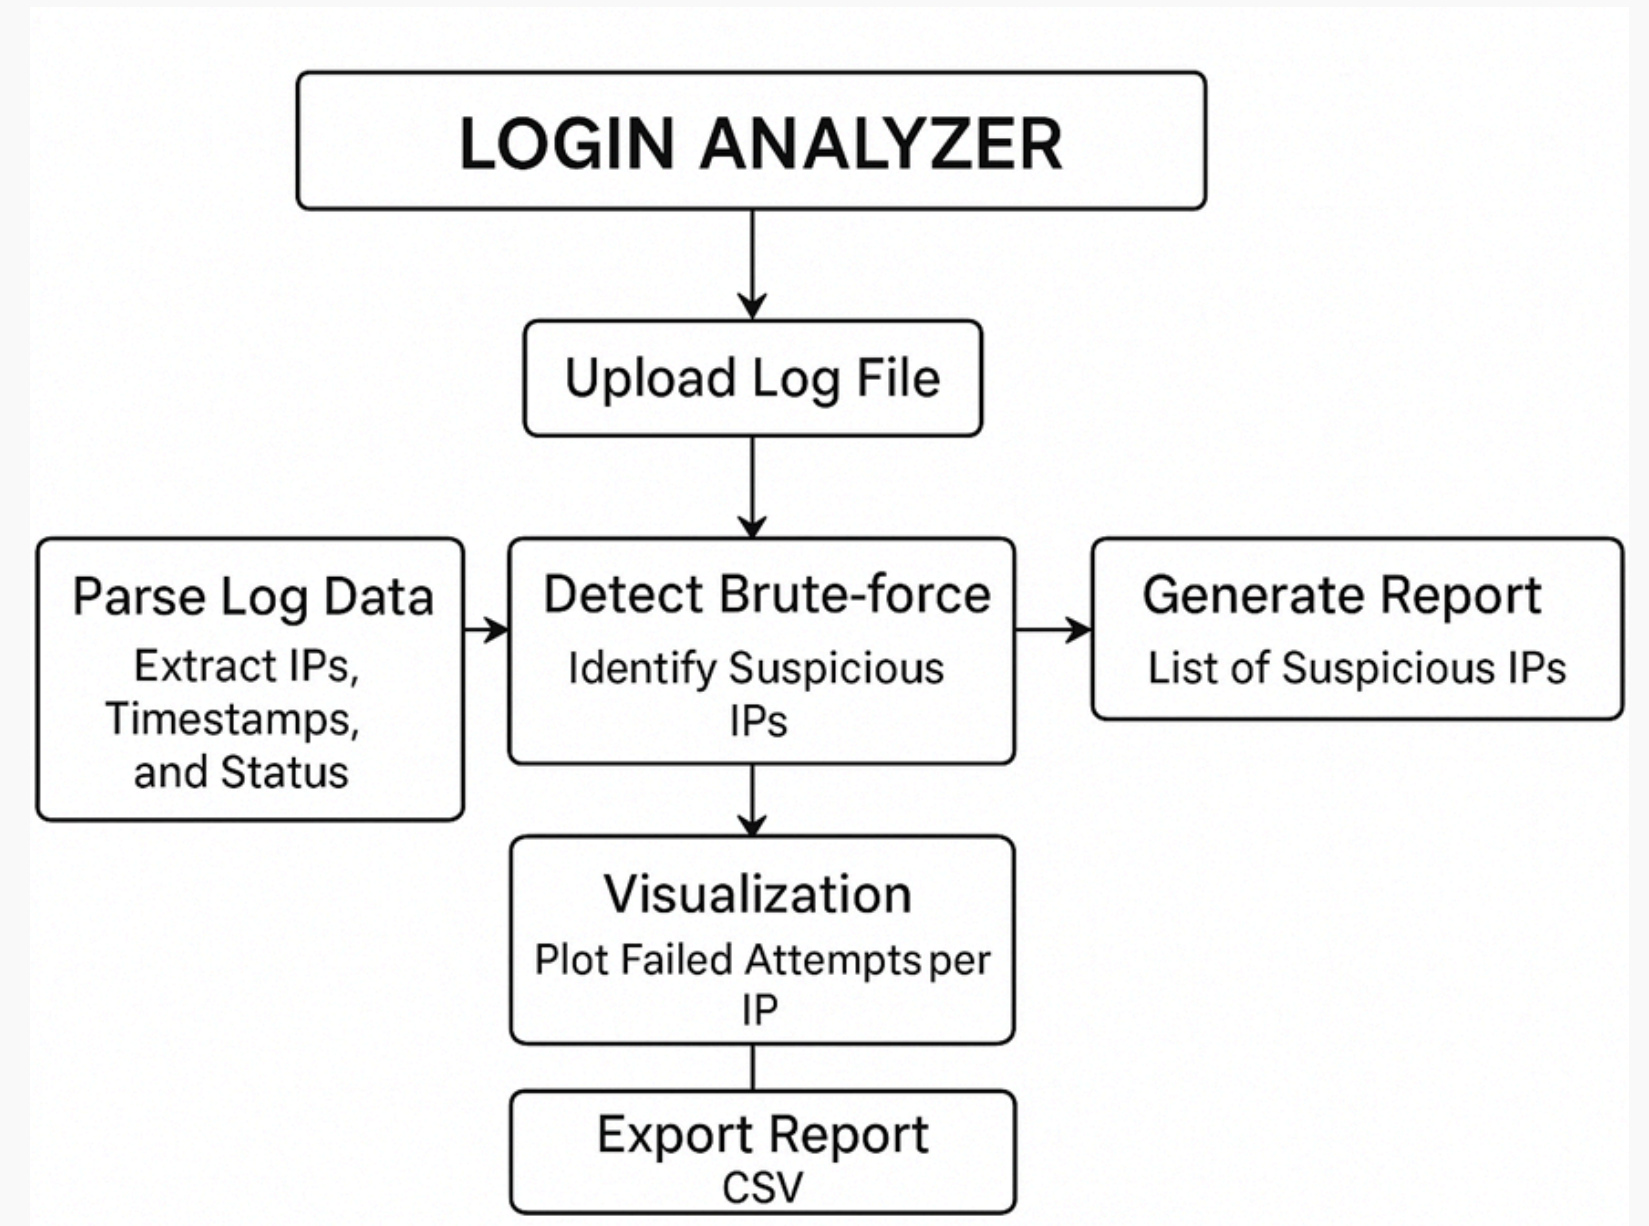 LOGIN ANALYZER
Upload Log File
Parse Log Data
Extract IPs,
Timestamps,
and Status
Detect Brute-force
Identify Suspicious
IPs
Generate Report
List of Suspicious IPs
Visualization
Plot Failed Attempts per
IP
Export Report
CSV